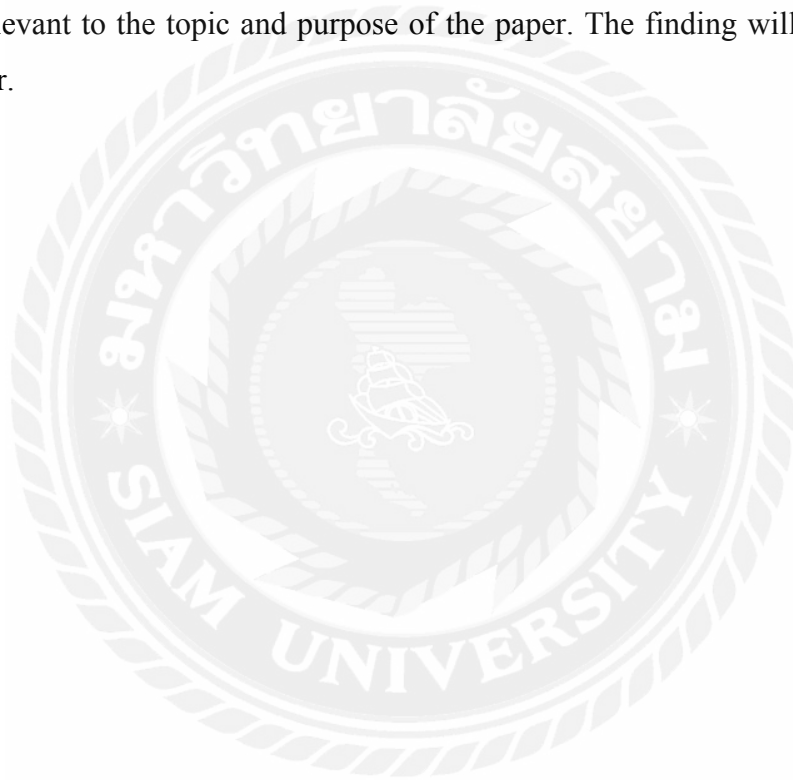 levant to the topic and purpose of the paper. The finding will
r.
มหาวิทยาลัยสยาม
SIAM UNIVERSITY